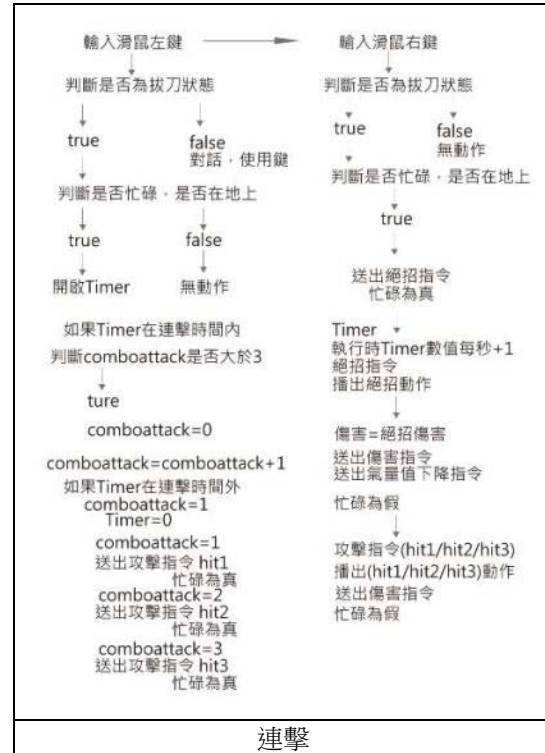 輸入滑鼠左鍵
判斷是否為拔刀狀態
true
false
對話，使用鍵
判斷是否忙碌，是否在地上
true
false
開啟Timer
無動作
如果Timer在連擊時間內
判斷comboattack是否大於3
ture
comboattack=0
comboattack=comboattack+1
如果Timer在連擊時間外
comboattack=1
Timer=0
comboattack=1
送出攻擊指令 hit1
忙碌為真
comboattack=2
送出攻擊指令 hit2
忙碌為真
comboattack=3
送出攻擊指令 hit3
忙碌為真
輸入滑鼠右鍵
判斷是否為拔刀狀態
true
false
無動作
判斷是否忙碌，是否在地上
true
送出絕招指令
忙碌為真
Timer
執行時Timer數值每秒+1
絕招指令
播出絕招動作
傷害=絕招傷害
送出傷害指令
送出氣量值下降指令
忙碌為假
攻擊指令(hit1/hit2/hit3)
播出(hit1/hit2/hit3)動作
送出傷害指令
忙碌為假
連擊